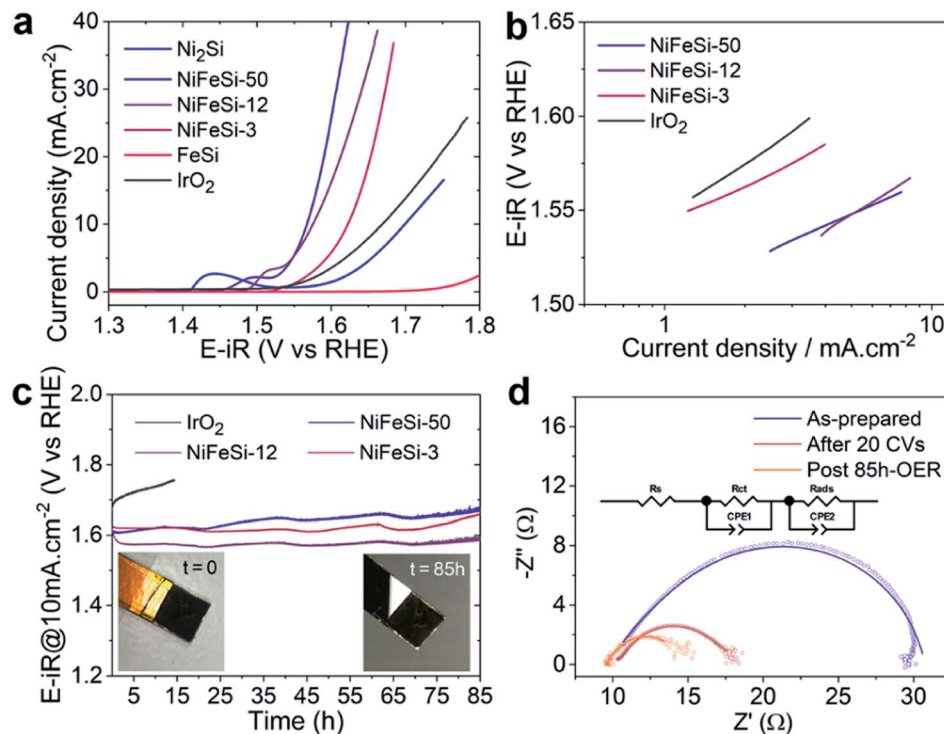 a
Current density (mA.cm⁻²)
40
30
20
10
0
Ni₂Si
NiFeSi-50
NiFeSi-12
NiFeSi-3
FeSi
IrO₂
1.3 1.4 1.5 1.6 1.7 1.8
E-iR (V vs RHE)
b
E-iR (V vs RHE)
1.65
1.60
1.55
1.50
NiFeSi-50
NiFeSi-12
NiFeSi-3
IrO₂
1 10
Current density / mA.cm⁻²
c
E-iR@10mA.cm⁻² (V vs RHE)
2.0
1.8
1.6
1.4
1.2
IrO₂ NiFeSi-50
NiFeSi-12 NiFeSi-3
t = 0
t = 85h
0 5 15 25 35 45 55 65 75 85
Time (h)
d
-Z'' (Ω)
16
12
8
4
0
As-prepared
After 20 CVs
Post 85h-OER
Rs Rct Rads
CPE1 CPE2
10 15 20 25 30
Z' (Ω)